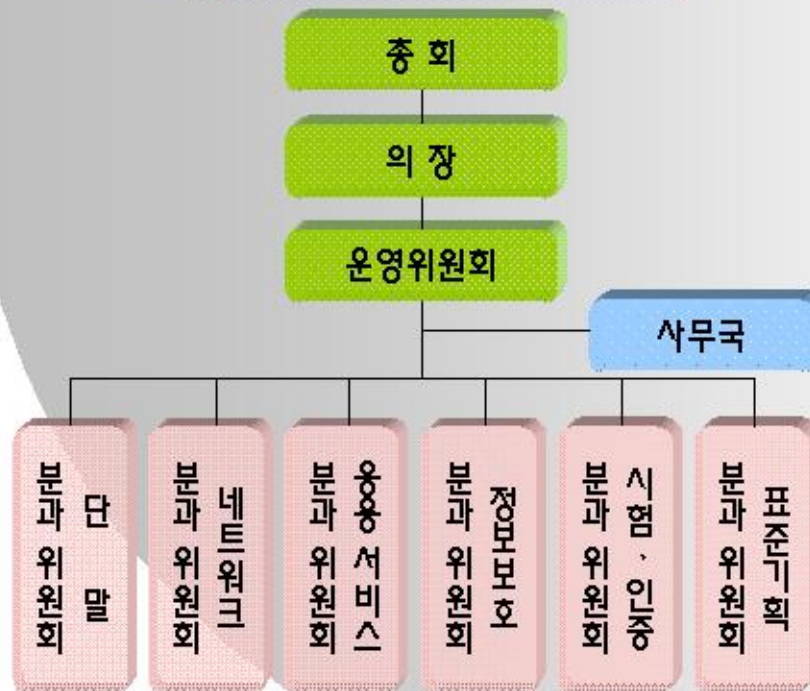 총 회
의 장
운영위원회
사무국
단 말
분과 위원회
네트워크
분과 위원회
응용 서비스
분과 위원회
정보보호
분과 위원회
시험 · 인증
분과 위원회
표준기획
분과 위원회